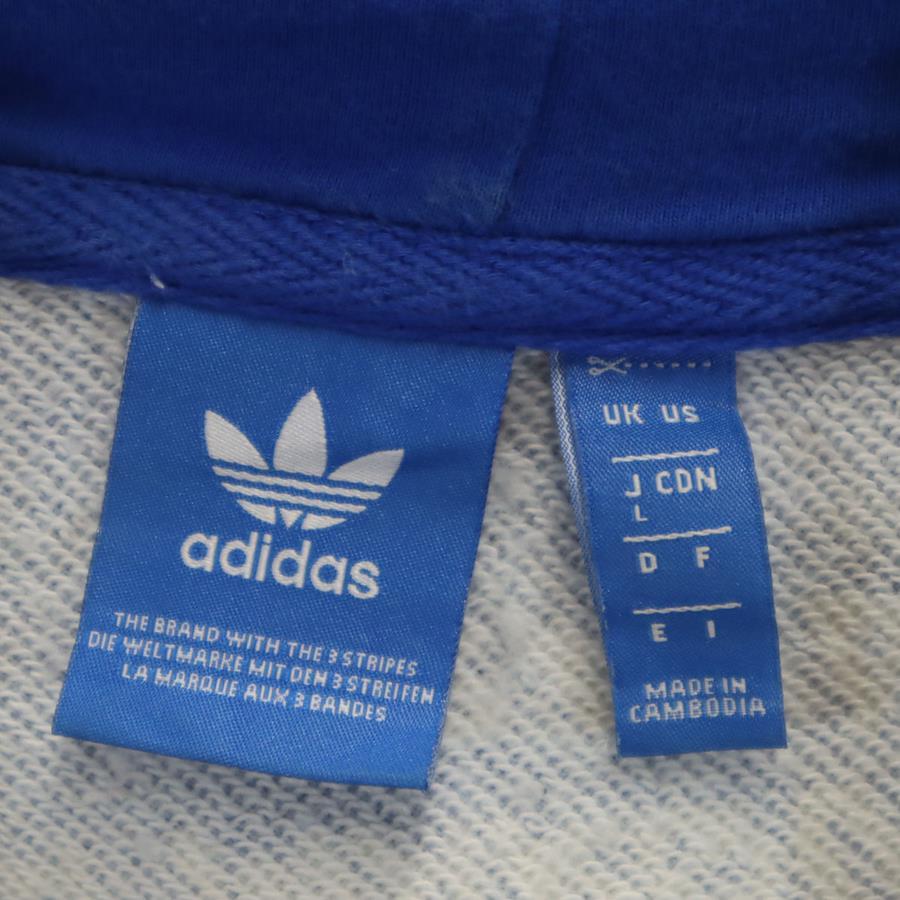 adidas
THE BRAND WITH THE 3 STRIPES
DIE WELTMARKE MIT DEN 3 STREIFEN
LA MARQUE AUX 3 BANDES
UK US
J CDN
L
D F
E I
MADE IN
CAMBODIA